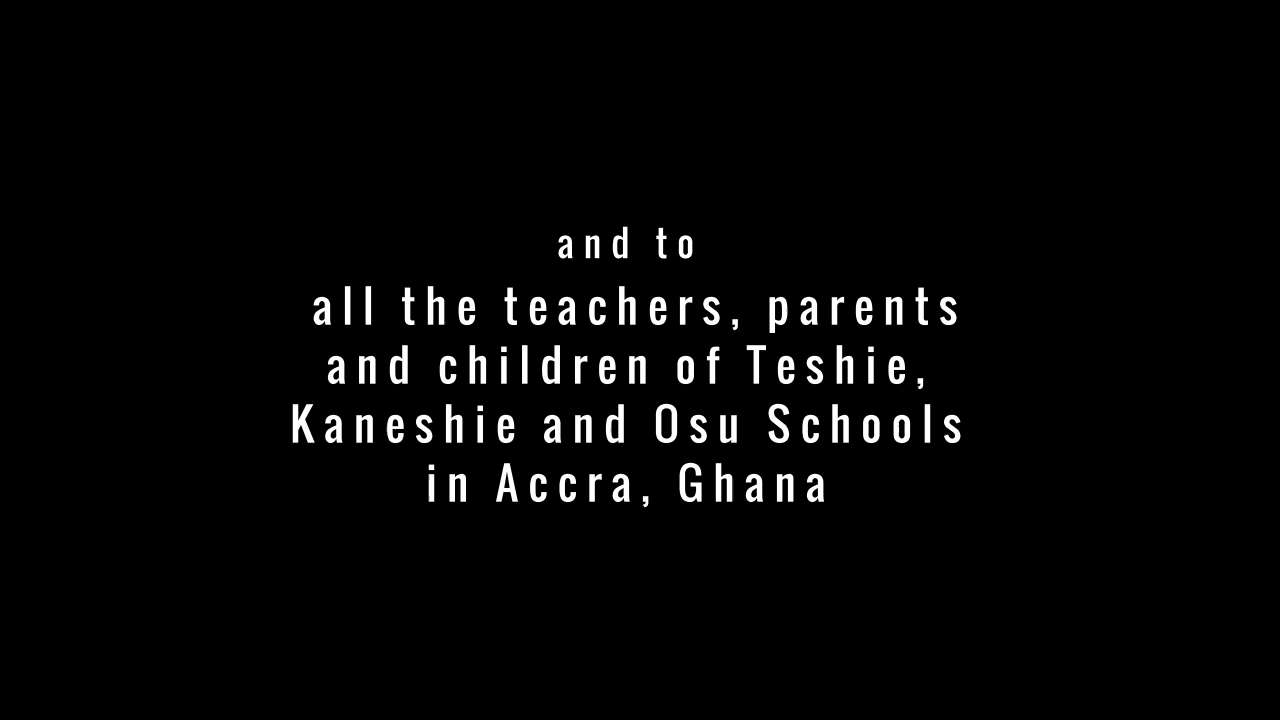 and to
all the teachers, parents
and children of Teshie,
Kaneshie and Osu Schools
in Accra, Ghana